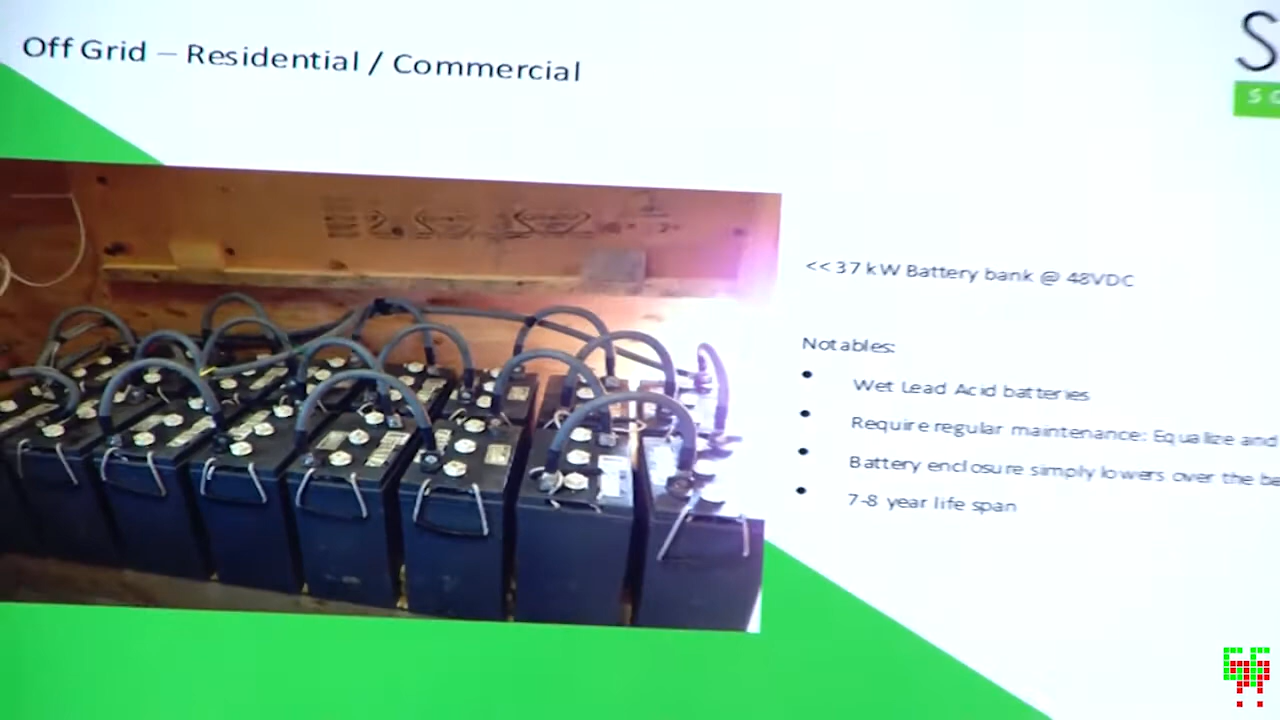 Off Grid – Residential / Commercial
S
<< 37 kW Battery bank @ 48VDC
Notables:
• Wet Lead Acid batteries
• Require regular maintenance: Equalize and
• Battery enclosure simply lowers over the
• 7-8 year life span